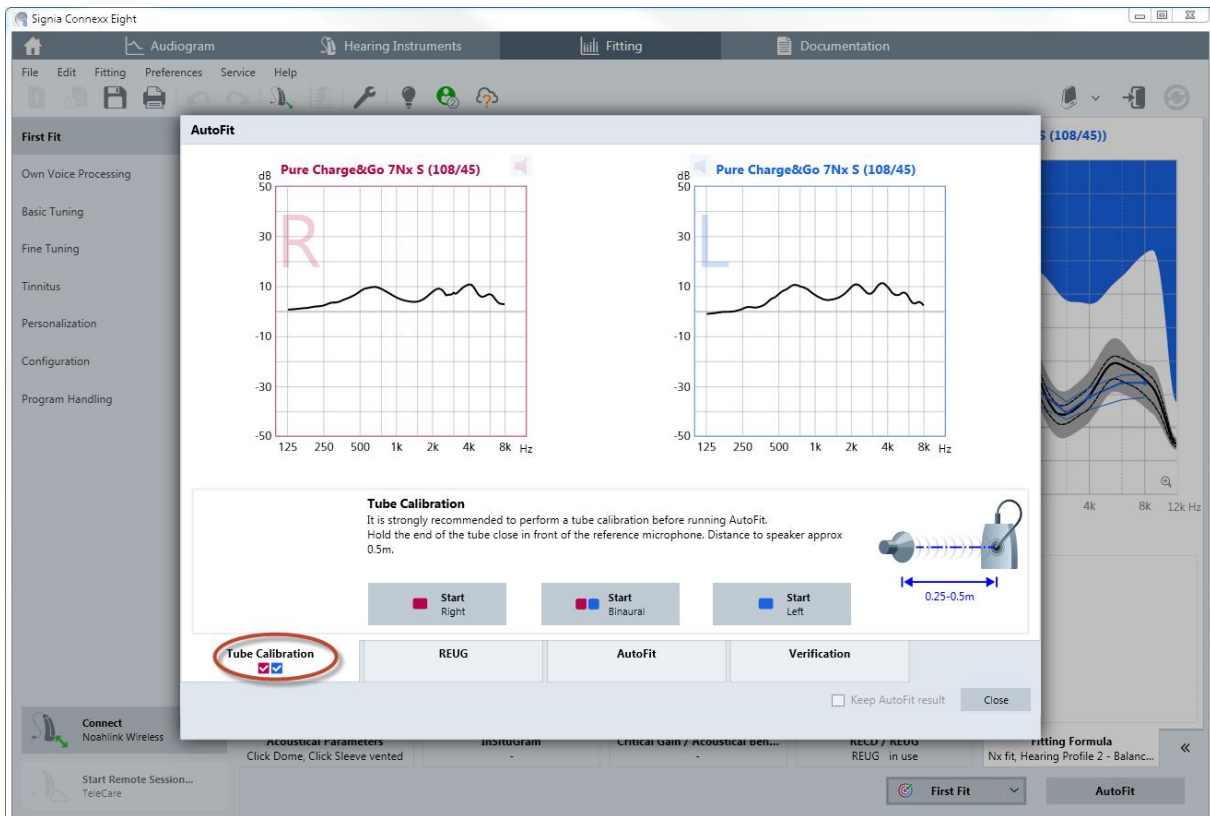 Signia Connexx Eight
Audiogram
Hearing Instruments
Fitting
Documentation
File Edit Fitting Preferences Service Help
First Fit
Own Voice Processing
Basic Tuning
Fine Tuning
Tinnitus
Personalization
Configuration
Program Handling
AutoFit
S (108/45))
Pure Charge&Go 7Nx S (108/45)
dB
50
30
10
-10
-30
-50
R
125 250 500 1k 2k 4k 8k Hz
Pure Charge&Go 7Nx S (108/45)
dB
50
30
10
-10
-30
-50
L
125 250 500 1k 2k 4k 8k Hz
4k 8k 12k Hz
Tube Calibration
It is strongly recommended to perform a tube calibration before running AutoFit.
Hold the end of the tube close in front of the reference microphone. Distance to speaker approx
0.5m.
0.25-0.5m
Start
Right
Start
Binaural
Start
Left
Tube Calibration
REUG
AutoFit
Verification
Keep AutoFit result
Close
Connect
Noahlink Wireless
Start Remote Session...
TeleCare
Acoustical Parameters
Click Dome, Click Sleeve vented
InSituGram
-
Critical Gain / Acoustical Ben...
-
RECD / REUG
REUG in use
Fitting Formula
Nx fit, Hearing Profile 2 - Balanc...
First Fit
AutoFit